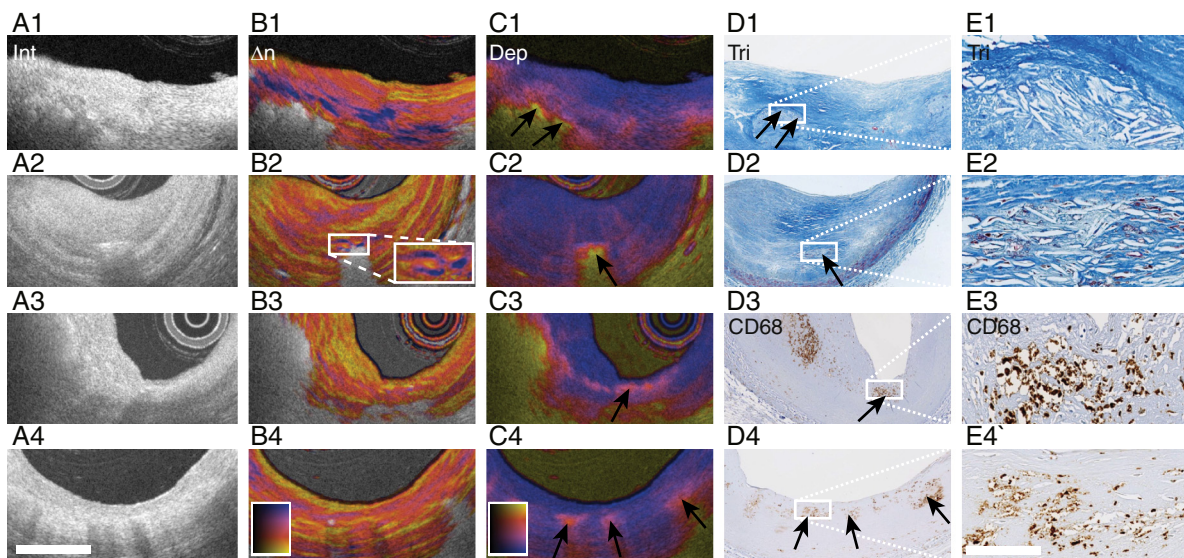 A1 B1 C1 D1 E1
Int Δn Dep Tri Tri
A2 B2 C2 D2 E2
A3 B3 C3 D3 E3
CD68 CD68
A4 B4 C4 D4 E4`